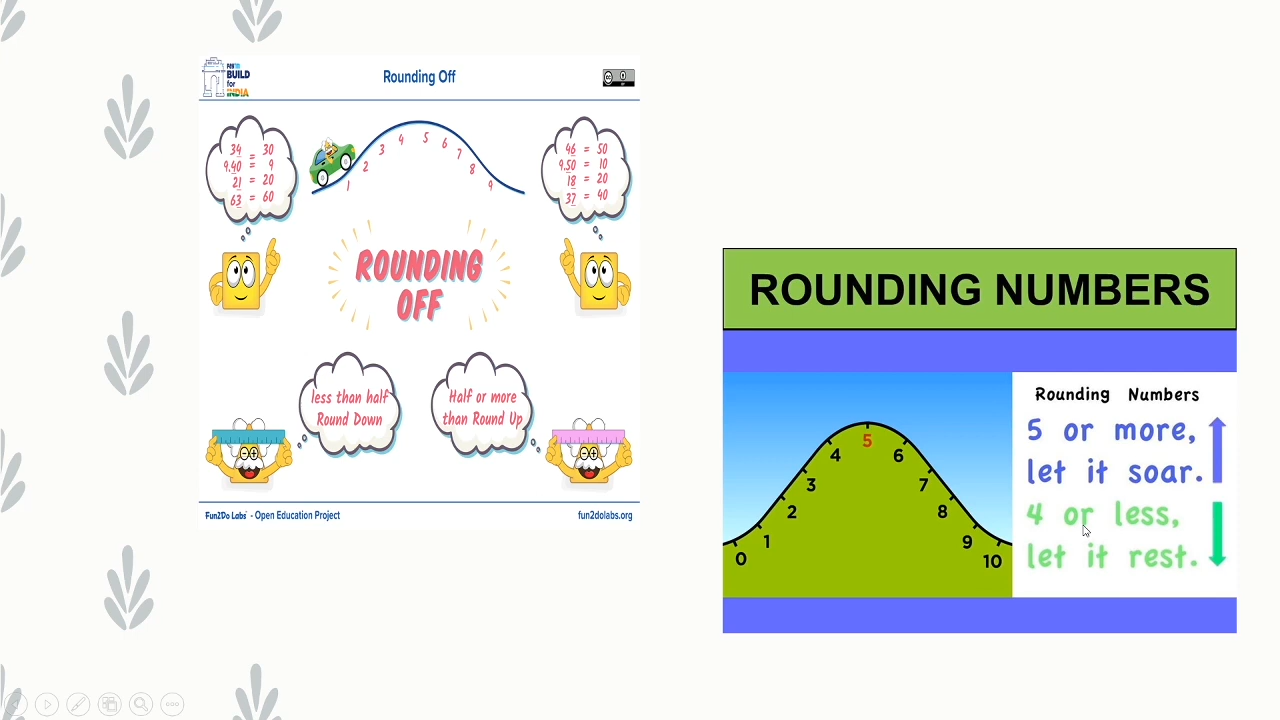 PAYTM
BUILD
for
INDIA
Rounding Off
34 = 30
9.40 = 9
21 = 20
63 = 60
1 2 3 4 5 6 7 8 9
46 = 50
9.50 = 10
18 = 20
37 = 40
ROUNDING
OFF
less than half
Round Down
Half or more
than Round Up
Fun2Do Labs - Open Education Project
fun2dolabs.org
ROUNDING NUMBERS
0 1 2 3 4 5 6 7 8 9 10
Rounding Numbers
5 or more,
let it soar.
4 or less,
let it rest.